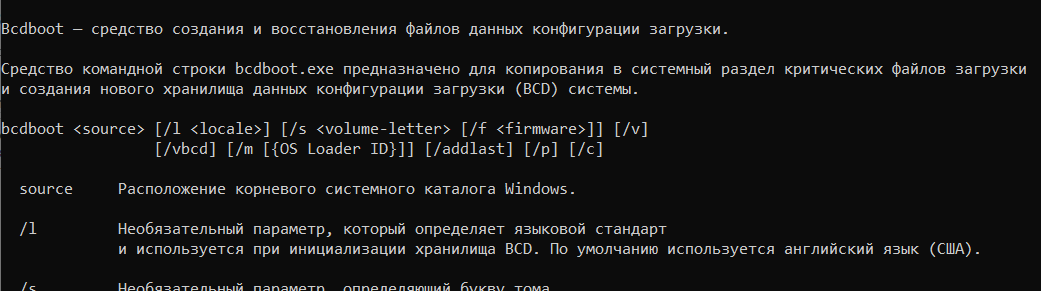 Bcdboot — средство создания и восстановления файлов данных конфигурации загрузки.
Средство командной строки bcdboot.exe предназначено для копирования в системный раздел критических файлов загрузки
и создания нового хранилища данных конфигурации загрузки (BCD) системы.
bcdboot <source> [/l <locale>] [/s <volume-letter> [/f <firmware>]] [/v]
[/vbcd] [/m [{OS Loader ID}]] [/addlast] [/p] [/c]
source Расположение корневого системного каталога Windows.
/l Необязательный параметр, который определяет языковой стандарт
и используется при инициализации хранилища BCD. По умолчанию используется английский язык (США).
/s Необязательный параметр, определяющий букву тома